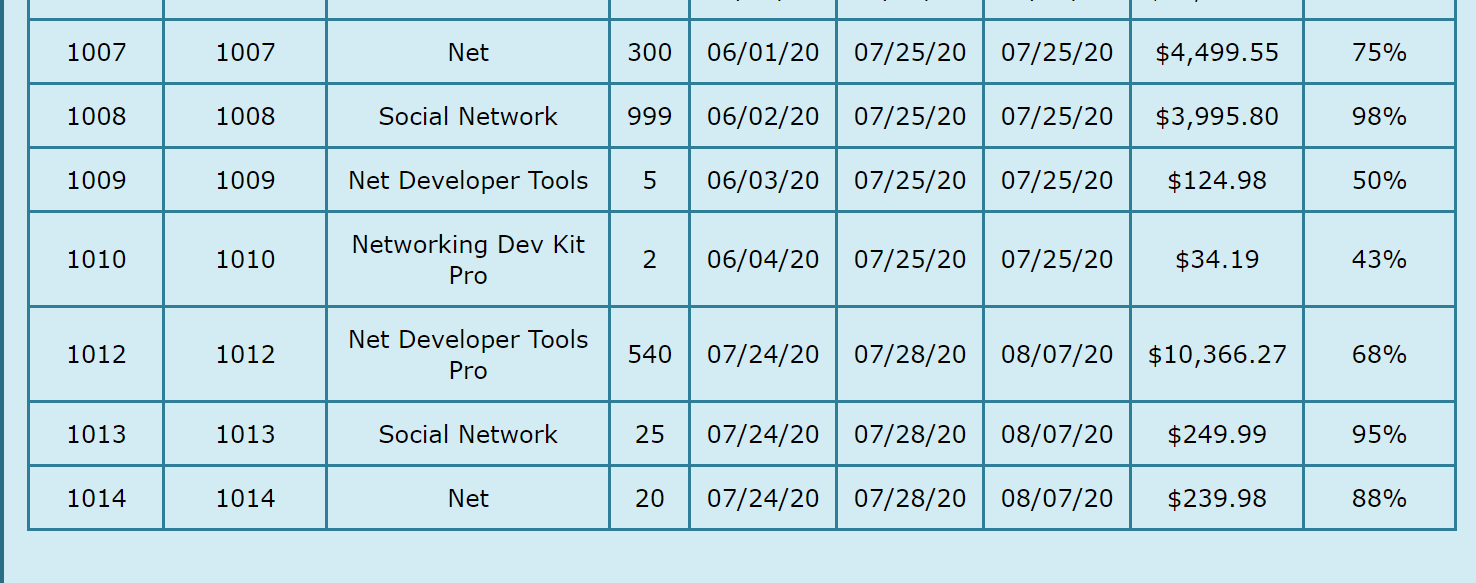 1007 1007 Net 300 06/01/20 07/25/20 07/25/20 $4,499.55 75%
1008 1008 Social Network 999 06/02/20 07/25/20 07/25/20 $3,995.80 98%
1009 1009 Net Developer Tools 5 06/03/20 07/25/20 07/25/20 $124.98 50%
1010 1010 Networking Dev Kit
Pro 2 06/04/20 07/25/20 07/25/20 $34.19 43%
1012 1012 Net Developer Tools
Pro 540 07/24/20 07/28/20 08/07/20 $10,366.27 68%
1013 1013 Social Network 25 07/24/20 07/28/20 08/07/20 $249.99 95%
1014 1014 Net 20 07/24/20 07/28/20 08/07/20 $239.98 88%